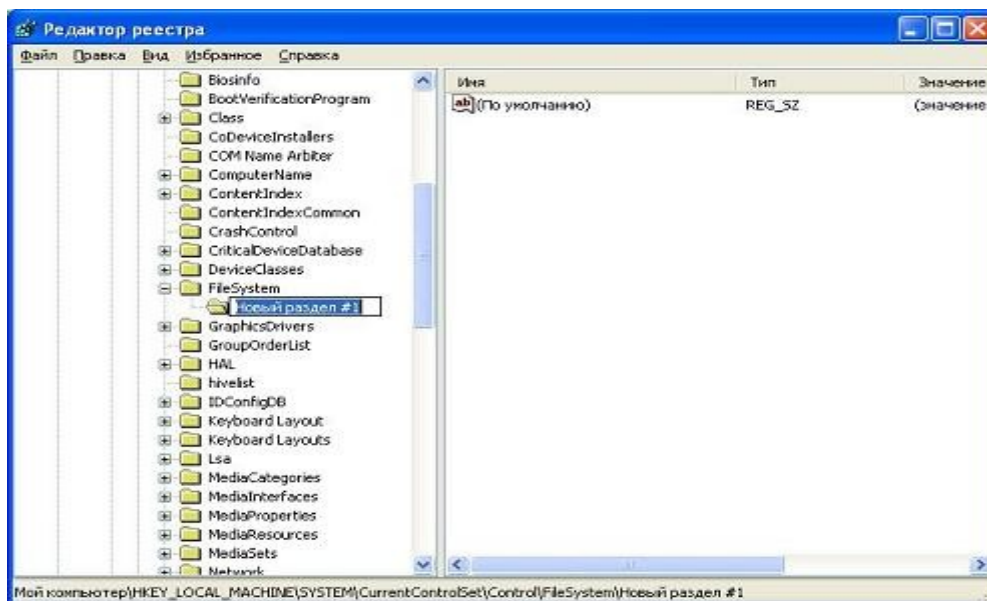 Редактор реестра
Файл Правка Вид Избранное Справка
Biosinfo
BootVerificationProgram
Class
CoDeviceInstallers
COM Name Arbiter
ComputerName
ContentIndex
ContentIndexCommon
CrashControl
CriticalDeviceDatabase
DeviceClasses
FileSystem
Новый раздел #1
GraphicsDrivers
GroupOrderList
HAL
hivelist
IDConfigDB
Keyboard Layout
Keyboard Layouts
Lsa
MediaCategories
MediaInterfaces
MediaProperties
MediaResources
MediaSets
Network
Имя Тип Значение
ab (По умолчанию) REG_SZ (значение
Мой компьютер\HKEY_LOCAL_MACHINE\SYSTEM\CurrentControlSet\Control\FileSystem\Новый раздел #1